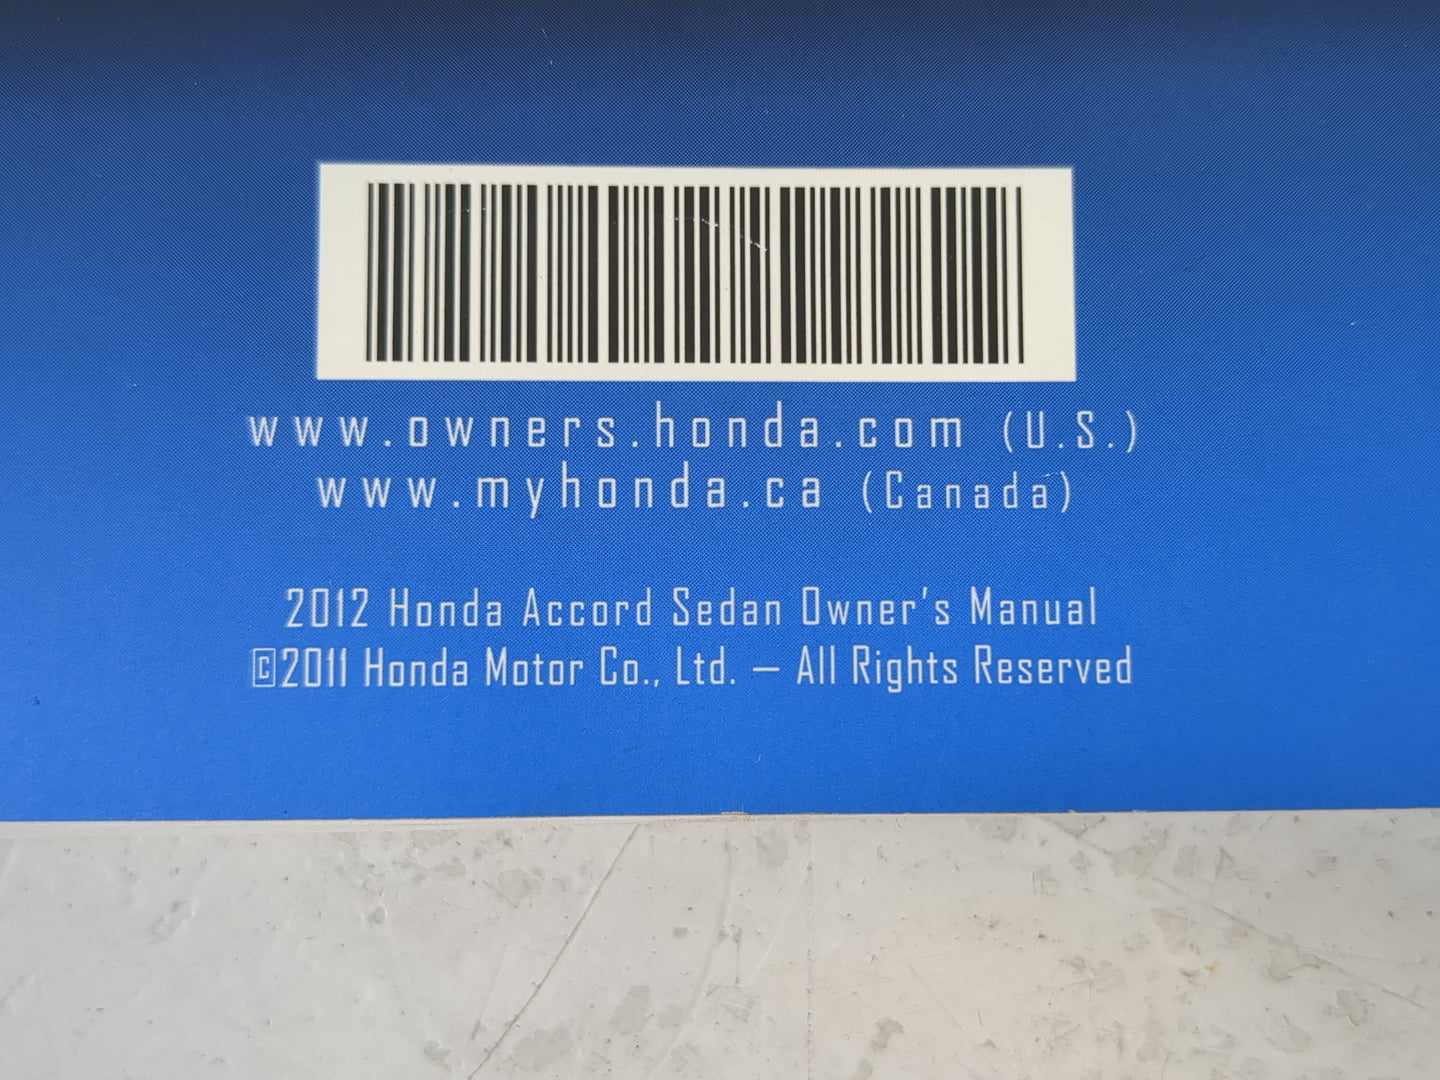 www.owners.honda.com (U.S.)
www.myhonda.ca (Canada)
2012 Honda Accord Sedan Owner's Manual
©2011 Honda Motor Co., Ltd. — All Rights Reserved